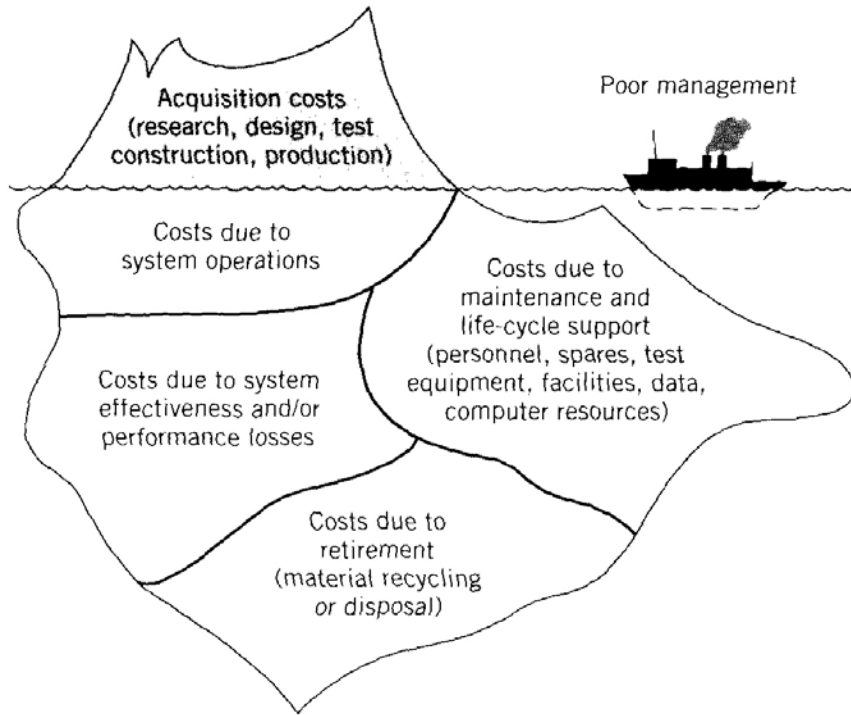 Acquisition costs
(research, design, test
construction, production)
Poor management
Costs due to
system operations
Costs due to
maintenance and
life-cycle support
(personnel, spares, test
equipment, facilities, data,
computer resources)
Costs due to system
effectiveness and/or
performance losses
Costs due to
retirement
(material recycling
or disposal)